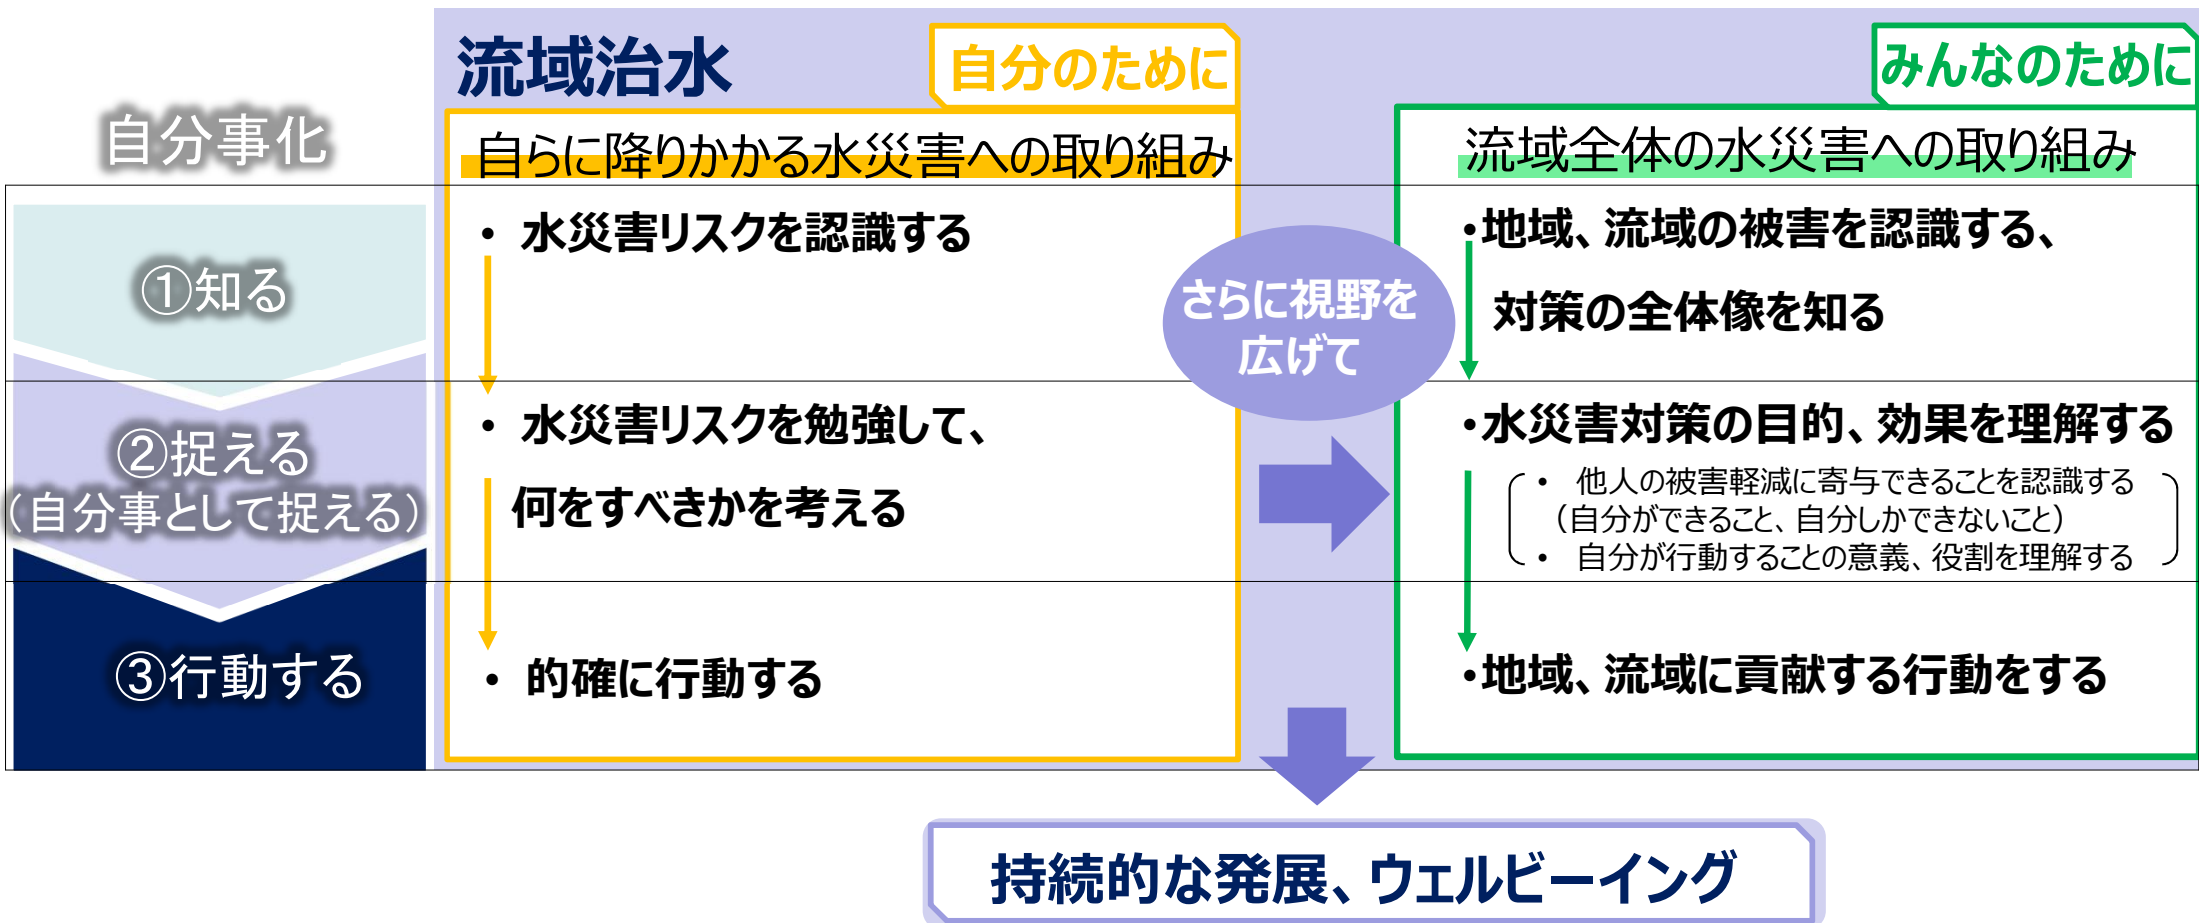 流域治水
自分のために
みんなのために
自分事化
自らに降りかかる水災害への取り組み
流域全体の水災害への取り組み
①知る
・ 水災害リスクを認識する
さらに視野を
広げて
・地域、流域の被害を認識する、
対策の全体像を知る
②捉える
（自分事として捉える）
・ 水災害リスクを勉強して、
何をすべきかを考える
・水災害対策の目的、効果を理解する
・ 他人の被害軽減に寄与できることを認識する
（自分ができること、自分しかできないこと）
・ 自分が行動することの意義、役割を理解する
③行動する
・ 的確に行動する
・地域、流域に貢献する行動をする
持続的な発展、ウェルビーイング